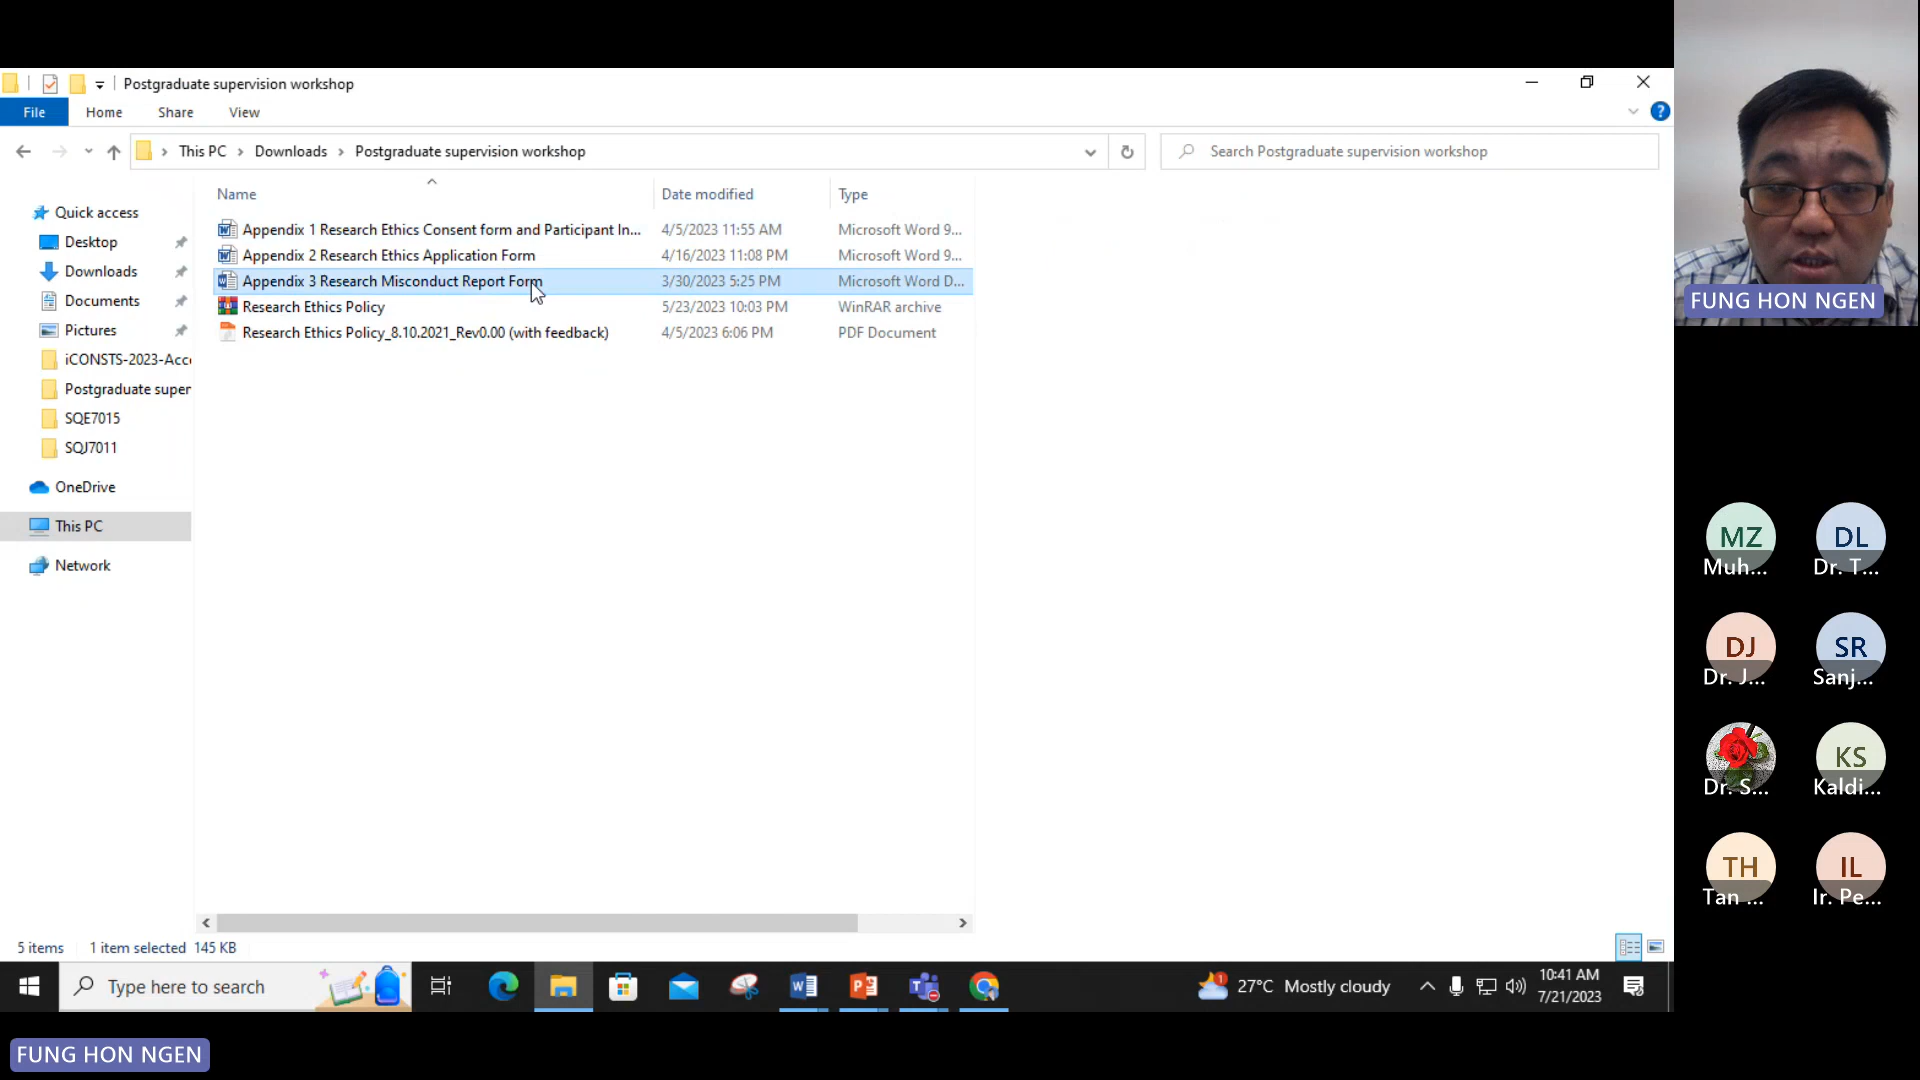 Postgraduate supervision workshop
File Home Share View
This PC Downloads Postgraduate supervision workshop
Search Postgraduate supervision workshop
Name Date modified Type
Quick access
Desktop
Downloads
Documents
Pictures
iCONSTS-2023-Acc
Postgraduate super
SQE7015
SQJ7011
OneDrive
This PC
Network
Appendix 1 Research Ethics Consent form and Participant In... 4/5/2023 11:55 AM Microsoft Word 9...
Appendix 2 Research Ethics Application Form 4/16/2023 11:08 PM Microsoft Word 9...
Appendix 3 Research Misconduct Report Form 3/30/2023 5:25 PM Microsoft Word D...
Research Ethics Policy 5/23/2023 10:03 PM WinRAR archive
Research Ethics Policy_8.10.2021_Rev0.00 (with feedback) 4/5/2023 6:06 PM PDF Document
5 items 1 item selected 145 KB
Type here to search
27°C Mostly cloudy
10:41 AM
7/21/2023
FUNG HON NGEN
MZ DL
Muh... Dr. T...
DJ SR
Dr. J... Sanj...
KS
Dr. S... Kaldi...
TH IL
Tan ... Ir. Pe...
FUNG HON NGEN